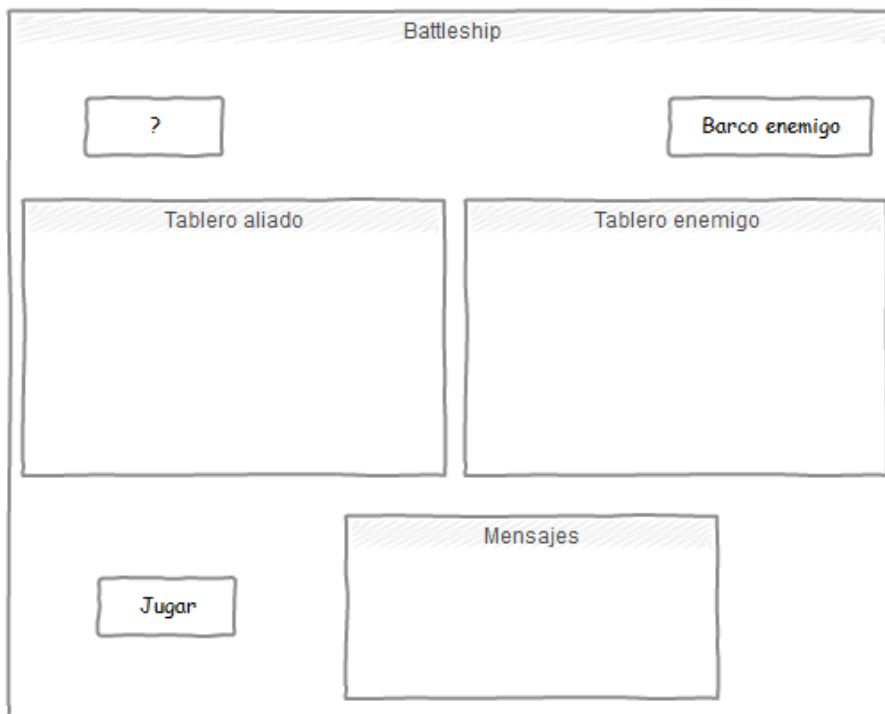 Battleship
?
Barco enemigo
Tablero aliado
Tablero enemigo
Mensajes
Jugar